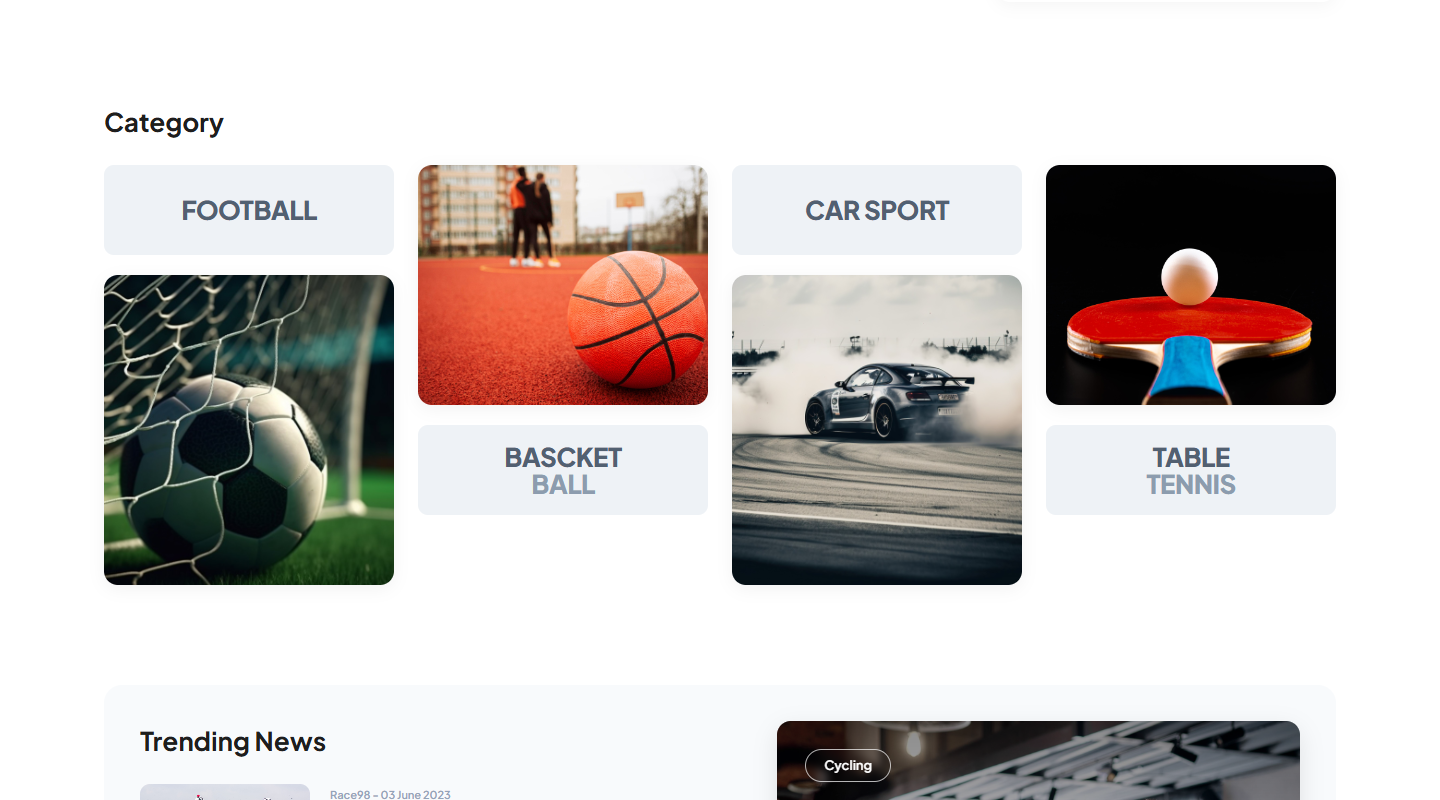 Category
FOOTBALL
CAR SPORT
BASCKET
BALL
TABLE
TENNIS
Trending News
Cycling
Race98 - 03 June 2023